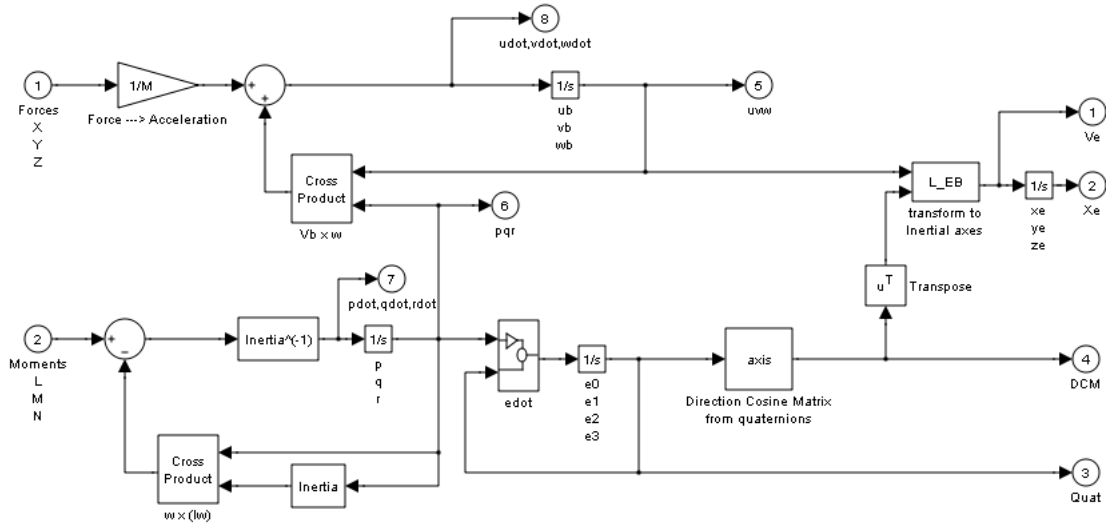 8
udot,vdot,wdot
1
Forces
X
Y
Z
1/M
Force ---> Acceleration
+
+
1/s
ub
vb
wb
5
uvw
1
Ve
Cross
Product
Vb x w
L_EB
transform to
Inertial axes
1/s
xe
ye
ze
2
Xe
6
pqr
7
pdot,qdot,rdot
u^T
Transpose
2
Moments
L
M
N
+
−
Inertia^(-1)
1/s
p
q
r
edot
1/s
e0
e1
e2
e3
axis
Direction Cosine Matrix
from quaternions
4
DCM
Cross
Product
w x (Iw)
Inertia
3
Quat